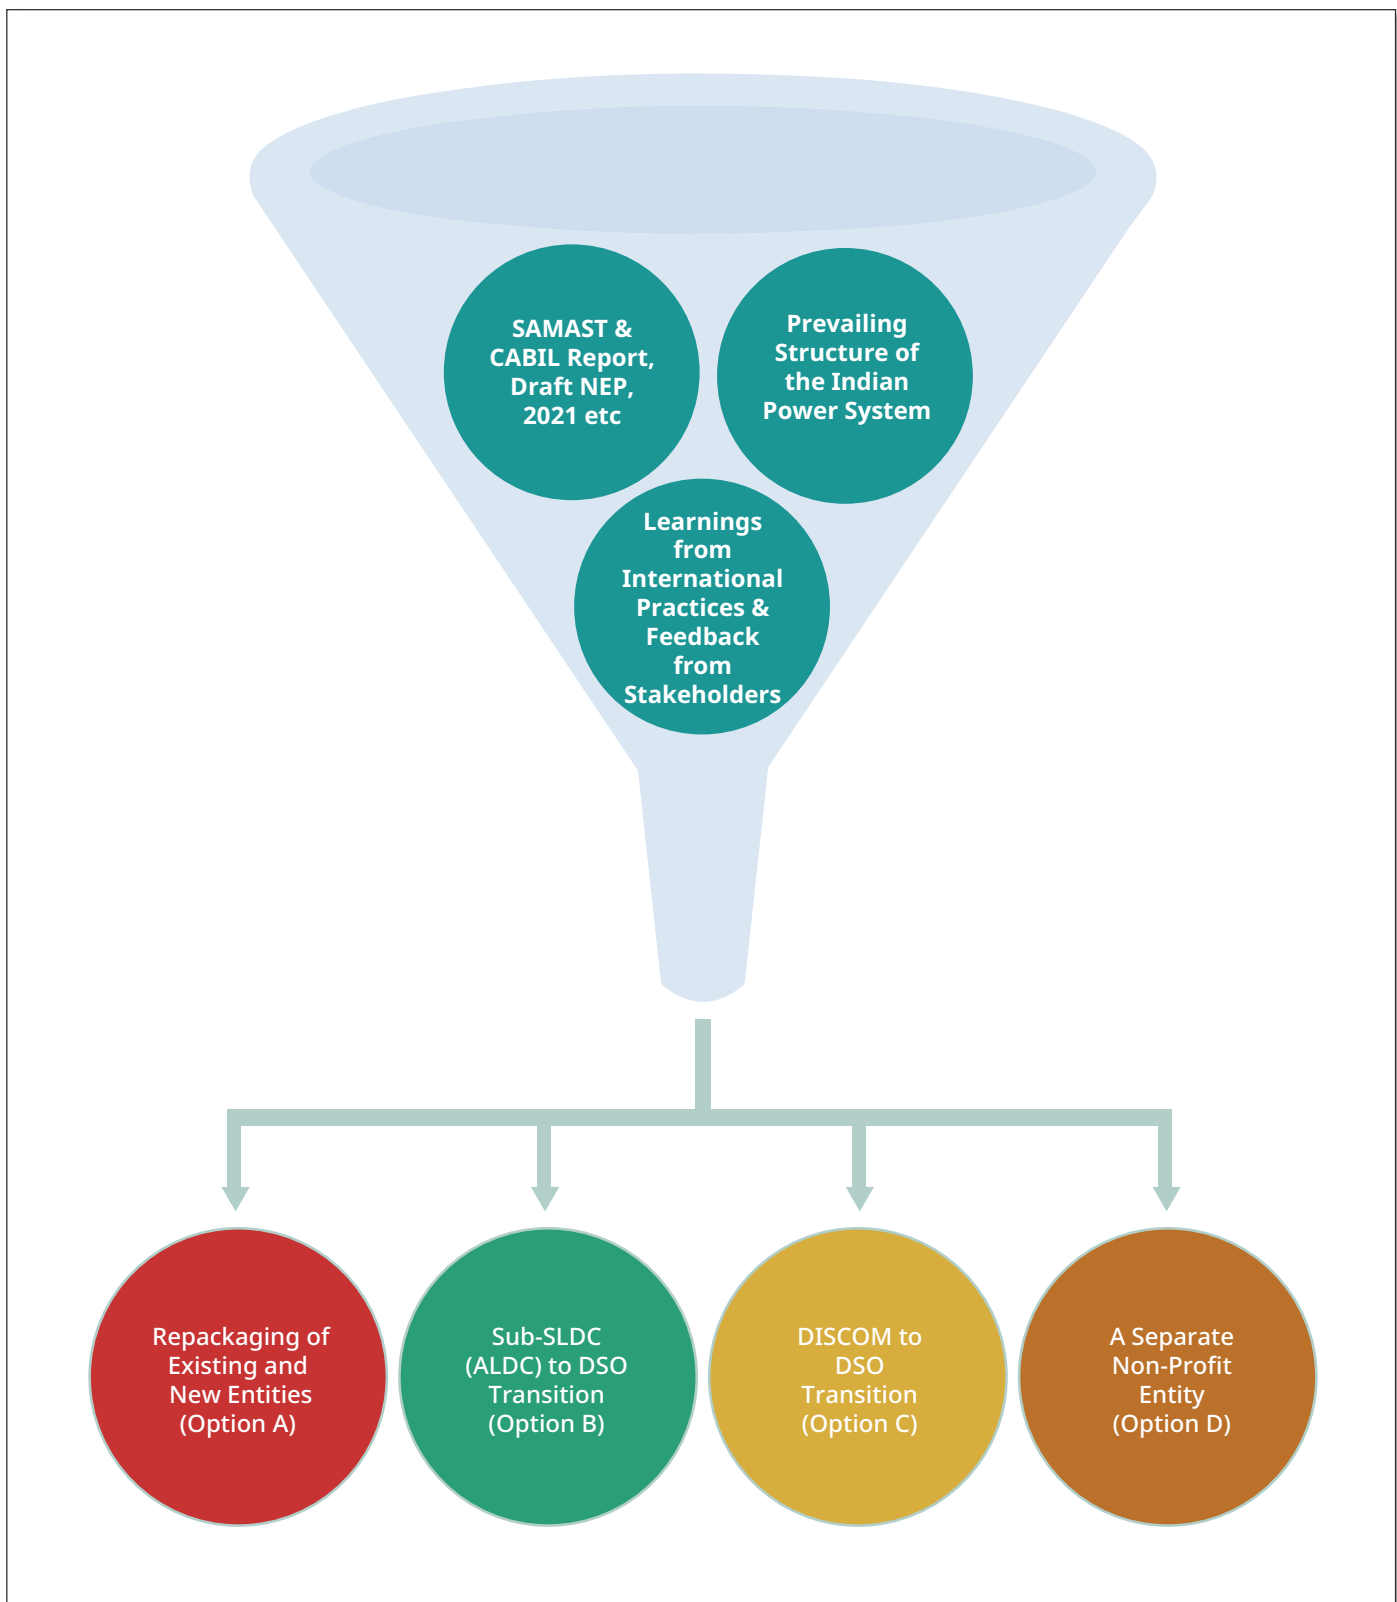 SAMAST &
CABIL Report,
Draft NEP,
2021 etc
Prevailing
Structure of
the Indian
Power System
Learnings
from
International
Practices &
Feedback
from
Stakeholders
Repackaging of
Existing and
New Entities
(Option A)
Sub-SLDC
(ALDC) to DSO
Transition
(Option B)
DISCOM to
DSO
Transition
(Option C)
A Separate
Non-Profit
Entity
(Option D)